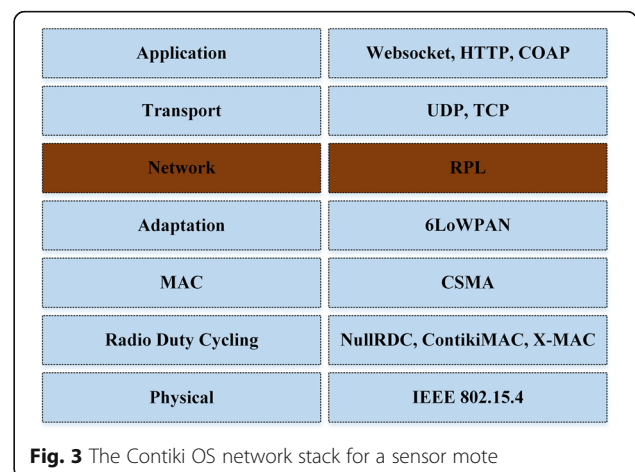 Application Websocket, HTTP, COAP
Transport UDP, TCP
Network RPL
Adaptation 6LoWPAN
MAC CSMA
Radio Duty Cycling NullRDC, ContikiMAC, X-MAC
Physical IEEE 802.15.4
Fig. 3 The Contiki OS network stack for a sensor mote